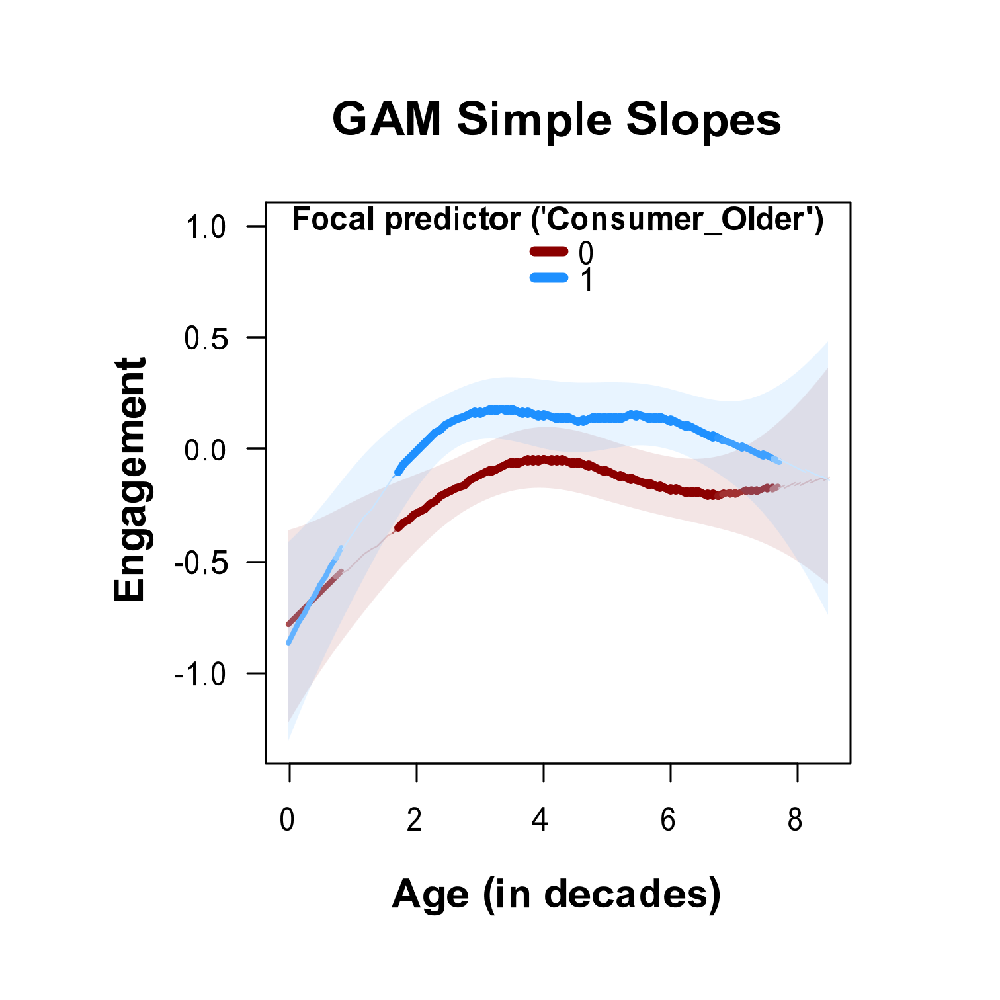 GAM Simple Slopes
Focal predictor ('Consumer_Older')
0
1
1.0
0.5
0.0
-0.5
-1.0
Engagement
0 2 4 6 8
Age (in decades)